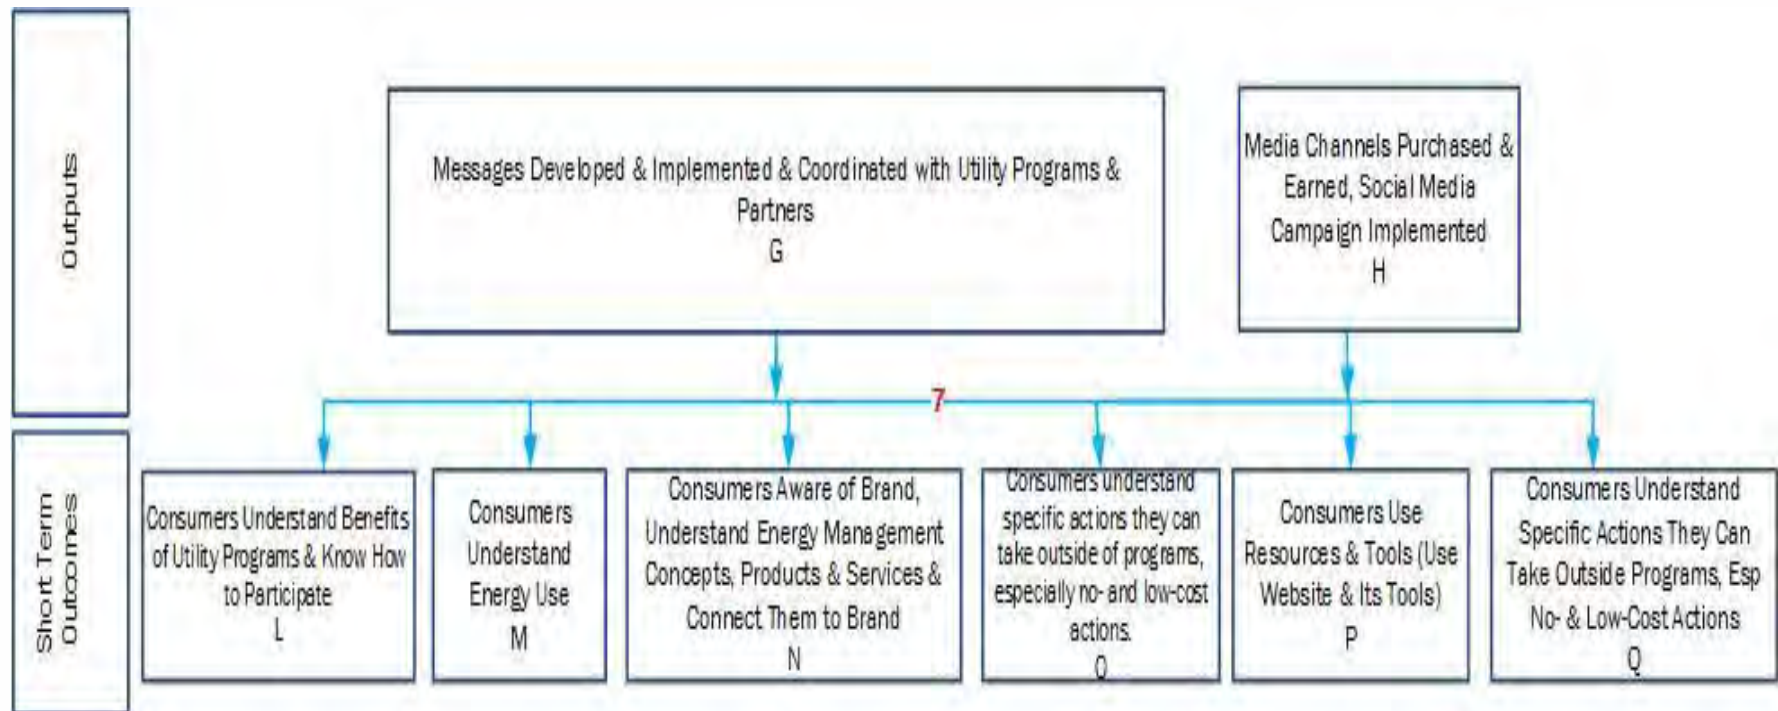 Outputs
Messages Developed & Implemented & Coordinated with Utility Programs &
Partners
G
Media Channels Purchased &
Earned, Social Media
Campaign Implemented
H
7
Short Term
Outcomes
Consumers Understand Benefits
of Utility Programs & Know How
to Participate
L
Consumers
Understand
Energy Use
M
Consumers Aware of Brand,
Understand Energy Management
Concepts, Products & Services &
Connect Them to Brand
N
Consumers understand
specific actions they can
take outside of programs,
especially no- and low-cost
actions.
O
Consumers Use
Resources & Tools (Use
Website & Its Tools)
P
Consumers Understand
Specific Actions They Can
Take Outside Programs, Esp
No- & Low-Cost Actions
Q